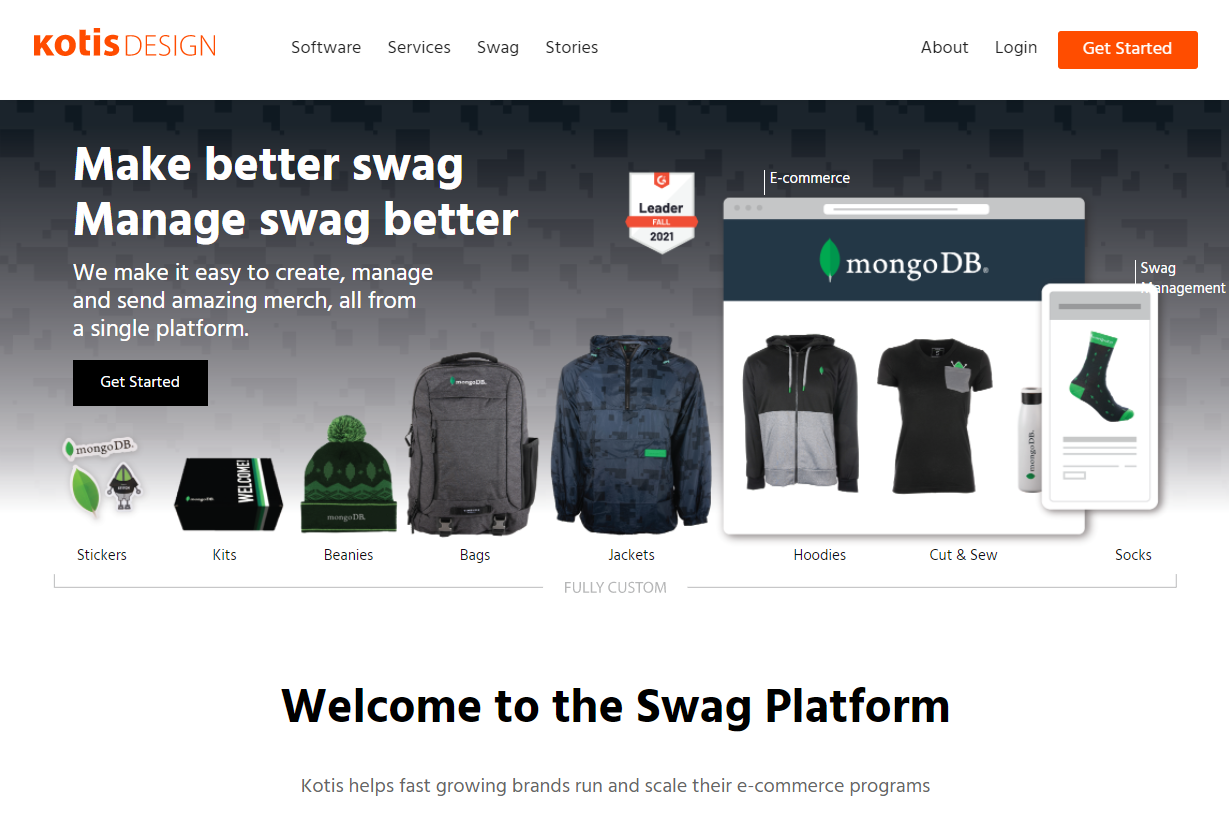 Kotis DESIGN
Software Services Swag Stories
About Login Get Started
Make better swag
Manage swag better
We make it easy to create, manage
and send amazing merch, all from
a single platform.
Get Started
Leader
FALL
2021
E-commerce
mongoDB.
Swag
Management
mongoDB.
mongoDB.
WELCOME!
mongoDB.
mongoDB.
mongoDB.
Stickers Kits Beanies Bags Jackets Hoodies Cut & Sew Socks
FULLY CUSTOM
Welcome to the Swag Platform
Kotis helps fast growing brands run and scale their e-commerce programs